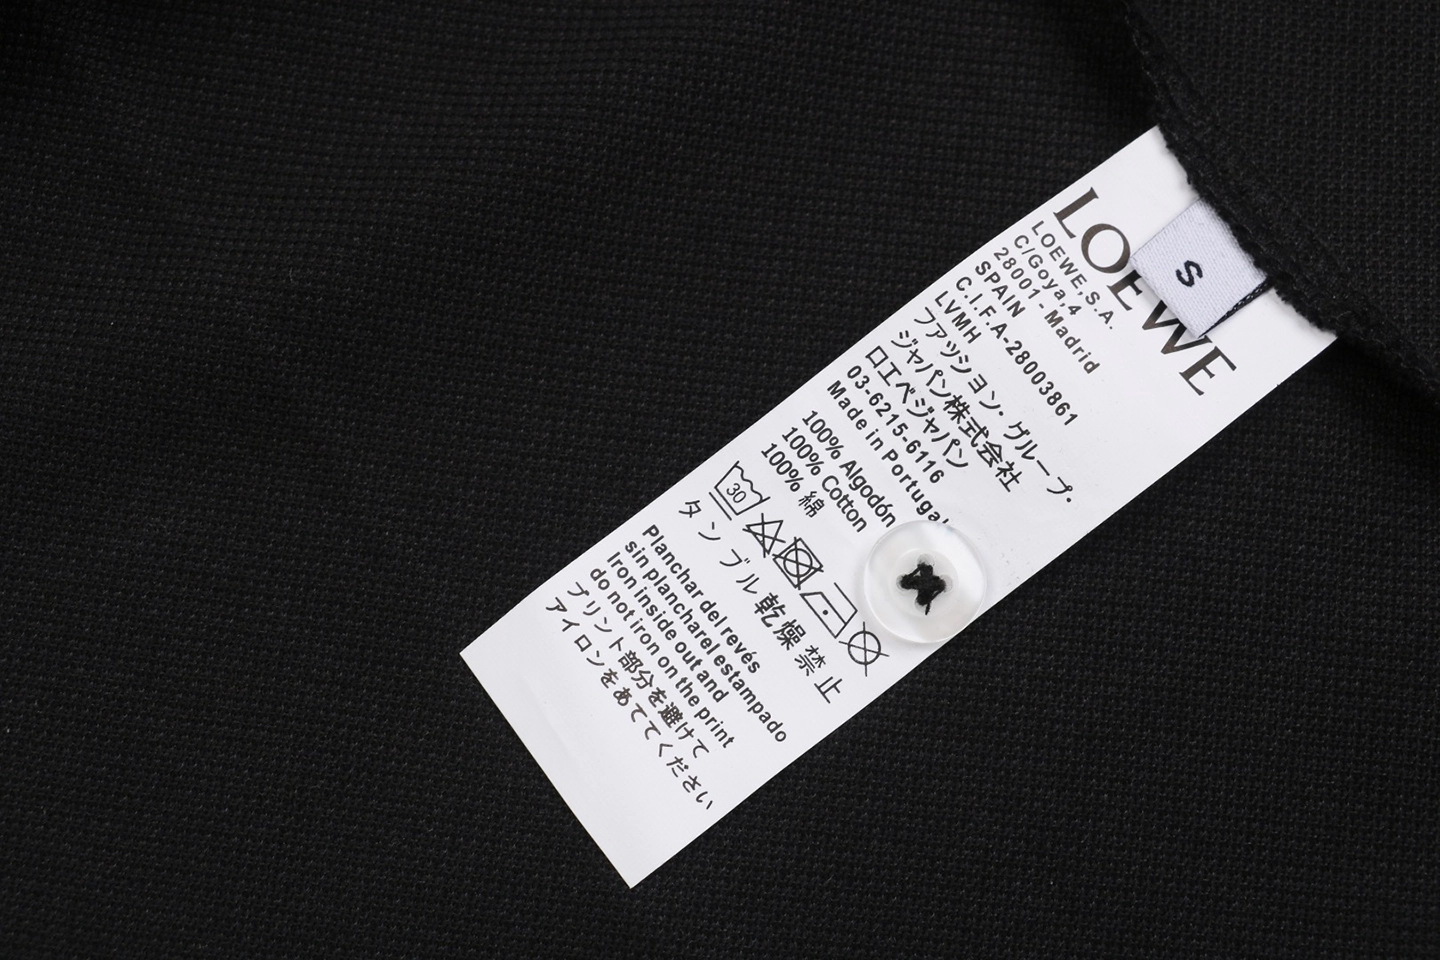 LOEWE
S
LOEWE,S.A.
C/Goya,4
28001 - Madrid
SPAIN
C.I.F.A-28003861
LVMH
ファッション・グループ・
ジャパン株式会社
ロエベジャパン
03-6215-6116
Made in Portugal
100% Algodón
100% Cotton
100% 綿
30
タンブル乾燥禁止
Planchar del revés
sin plancharel estampado
Iron inside out and
do not iron on the print
プリント部分を避けて
アイロンをあててください